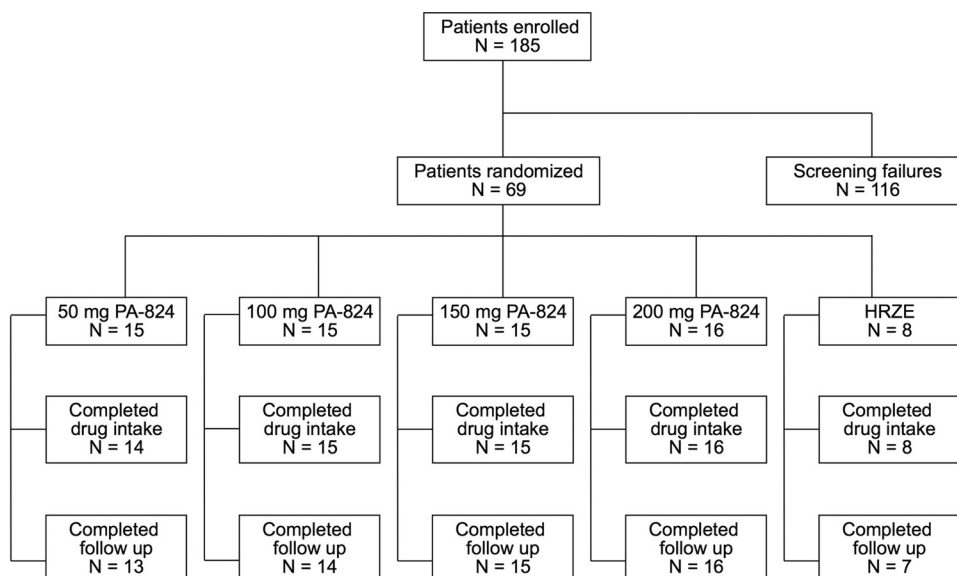 Patients enrolled
N = 185
Patients randomized
N = 69
Screening failures
N = 116
50 mg PA-824
N = 15
100 mg PA-824
N = 15
150 mg PA-824
N = 15
200 mg PA-824
N = 16
HRZE
N = 8
Completed
drug intake
N = 14
Completed
drug intake
N = 15
Completed
drug intake
N = 15
Completed
drug intake
N = 16
Completed
drug intake
N = 8
Completed
follow up
N = 13
Completed
follow up
N = 14
Completed
follow up
N = 15
Completed
follow up
N = 16
Completed
follow up
N = 7